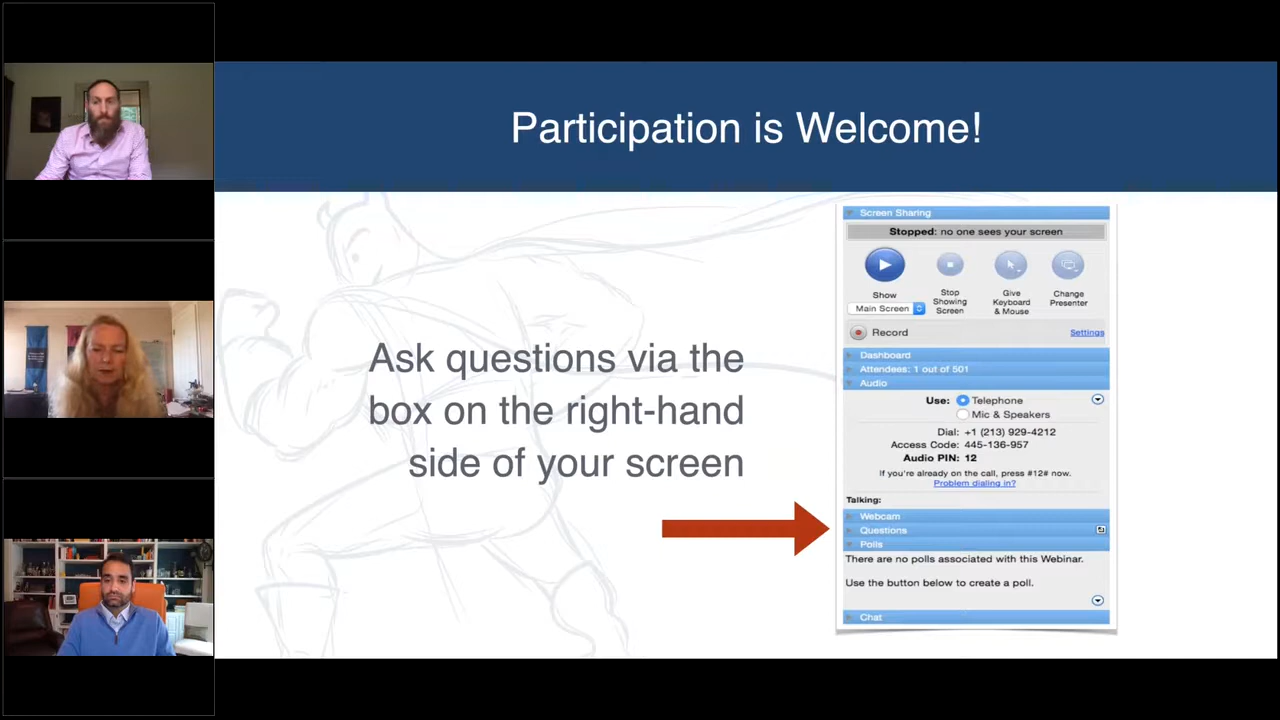 Participation is Welcome!
Ask questions via the
box on the right-hand
side of your screen
Screen Sharing
Stopped: no one sees your screen
Show
Main Screen
Stop
Showing
Screen
Give
Keyboard
& Mouse
Change
Presenter
Record
Settings
Dashboard
Attendees: 1 out of 501
Audio
Use: Telephone
Mic & Speakers
Dial: +1 (213) 929-4212
Access Code: 445-136-957
Audio PIN: 12
If you're already on the call, press #12# now.
Problem dialing in?
Talking:
Webcam
Questions
Polls
There are no polls associated with this Webinar.
Use the button below to create a poll.
Chat